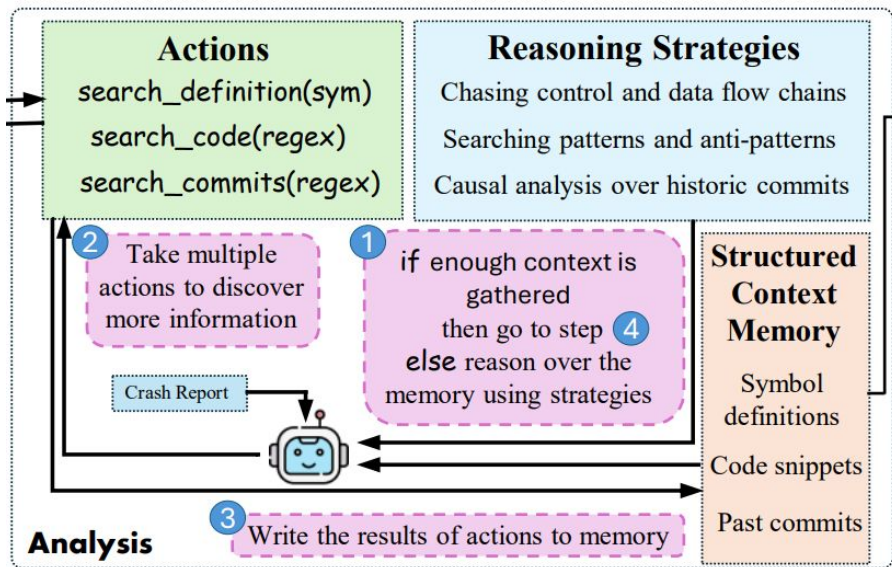 Actions
search_definition(sym)
search_code(regex)
search_commits(regex)
Reasoning Strategies
Chasing control and data flow chains
Searching patterns and anti-patterns
Causal analysis over historic commits
2
Take multiple
actions to discover
more information
1
if enough context is
gathered
then go to step 4
else reason over the
memory using strategies
Structured
Context
Memory
Symbol
definitions
Code snippets
Past commits
Crash Report
3
Write the results of actions to memory
Analysis